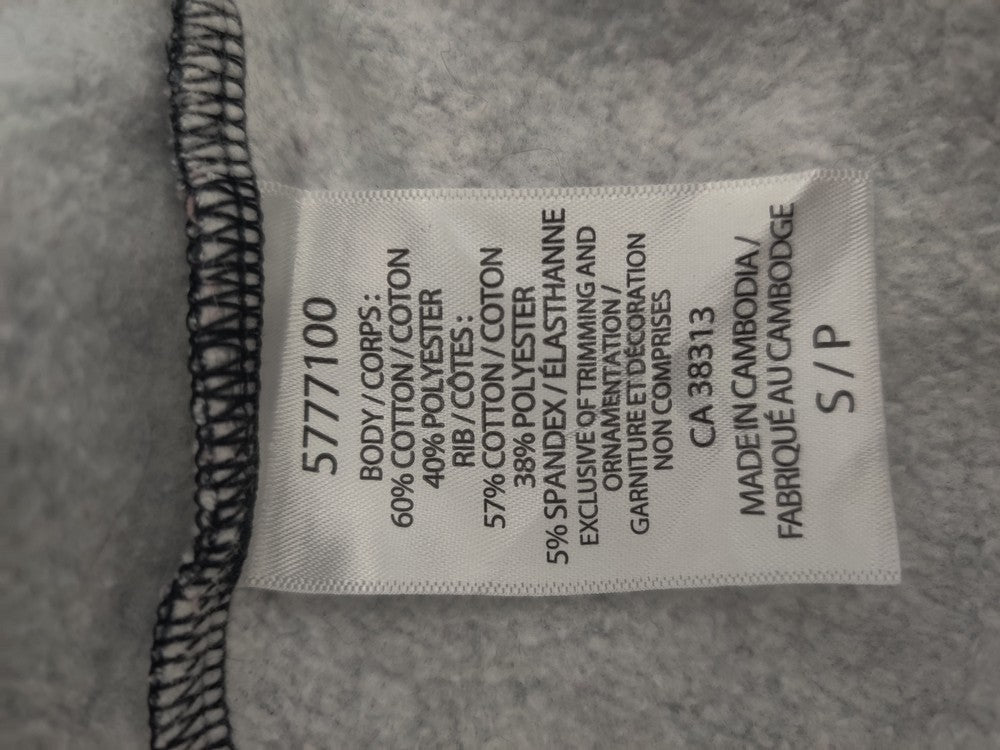 5777100
BODY / CORPS :
60% COTTON / COTON
40% POLYESTER
RIB / CÔTES :
57% COTTON / COTON
38% POLYESTER
5% SPANDEX / ÉLASTHANNE
EXCLUSIVE OF TRIMMING AND
ORNAMENTATION /
GARNITURE ET DÉCORATION
NON COMPRISES
CA 38313
MADE IN CAMBODIA /
FABRIQUÉ AU CAMBODGE
S / P